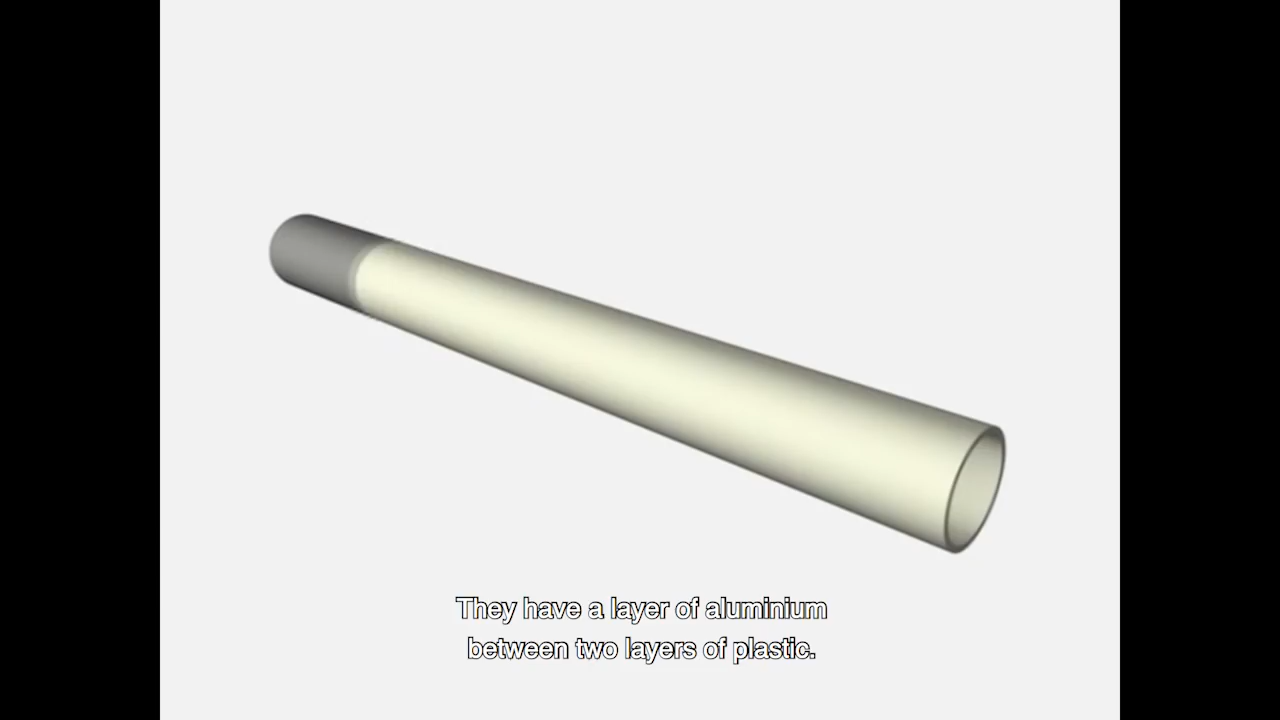 They have a layer of aluminium
between two layers of plastic.